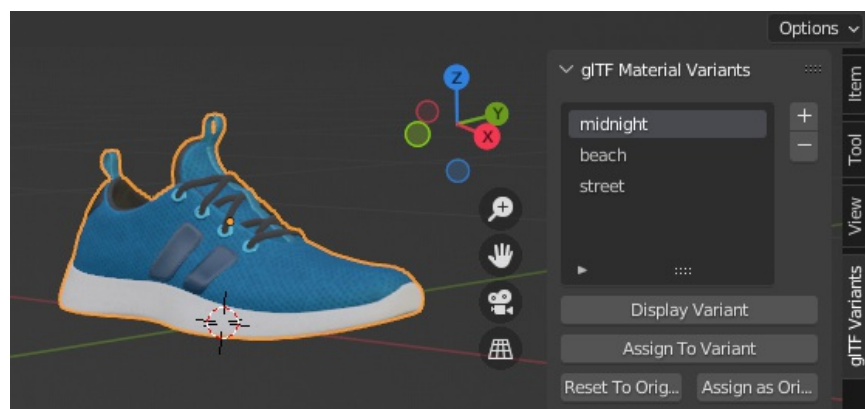 Options
glTF Material Variants
midnight
beach
street
Display Variant
Assign To Variant
Reset To Orig...
Assign as Ori...
Item
Tool
View
glTF Variants
Z
Y
X